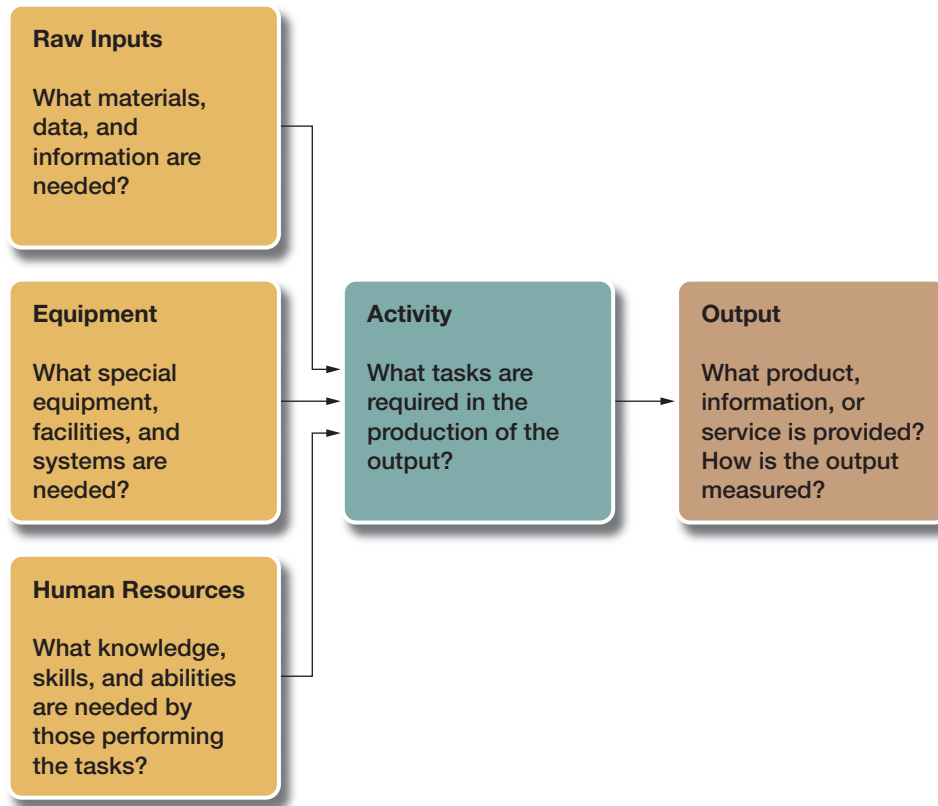 Raw Inputs
What materials,
data, and
information are
needed?
Equipment
What special
equipment,
facilities, and
systems are
needed?
Human Resources
What knowledge,
skills, and abilities
are needed by
those performing
the tasks?
Activity
What tasks are
required in the
production of the
output?
Output
What product,
information, or
service is provided?
How is the output
measured?